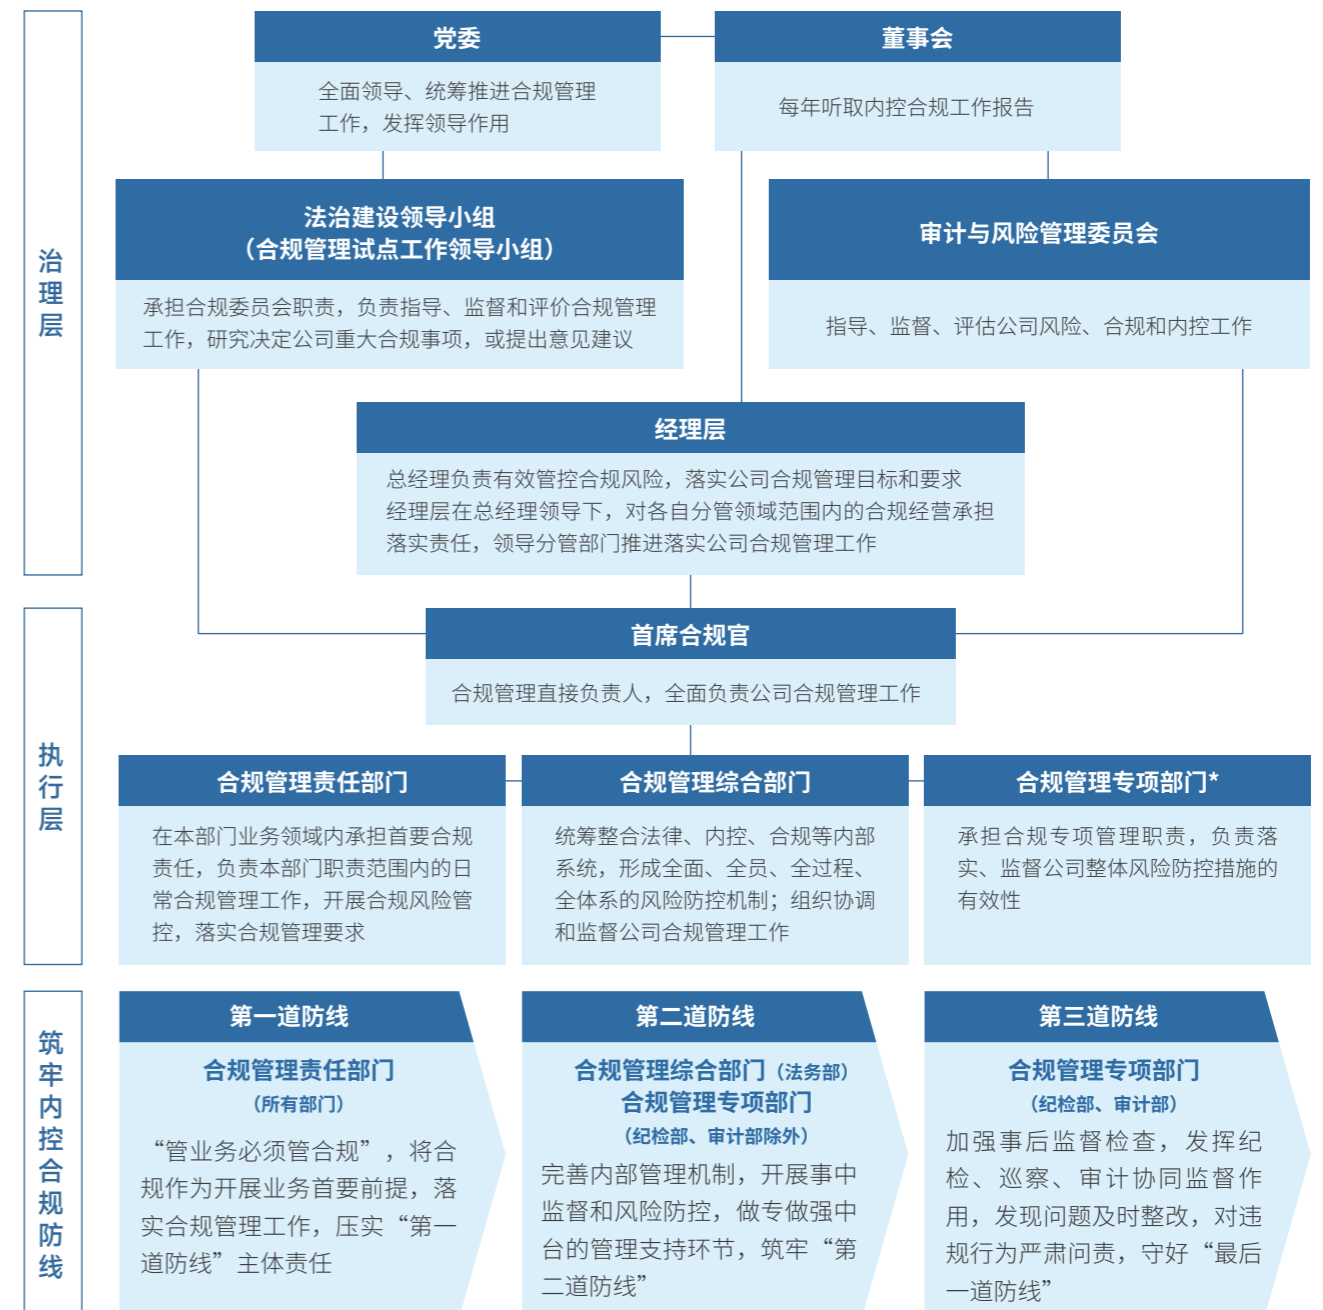 治理层
党委
全面领导、统筹推进合规管理
工作，发挥领导作用
董事会
每年听取内控合规工作报告
法治建设领导小组
（合规管理试点工作领导小组）
承担合规委员会职责，负责指导、监督和评价合规管理
工作，研究决定公司重大合规事项，或提出意见建议
审计与风险管理委员会
指导、监督、评估公司风险、合规和内控工作
经理层
总经理负责有效管控合规风险，落实公司合规管理目标和要求
经理层在总经理领导下，对各自分管领域范围内的合规经营承担
落实责任，领导分管部门推进落实公司合规管理工作
执行层
首席合规官
合规管理直接负责人，全面负责公司合规管理工作
合规管理责任部门
在本部门业务领域内承担首要合规
责任，负责本部门职责范围内的日
常合规管理工作，开展合规风险管
控，落实合规管理要求
合规管理综合部门
统筹整合法律、内控、合规等内部
系统，形成全面、全员、全过程、
全体系的风险防控机制；组织协调
和监督公司合规管理工作
合规管理专项部门*
承担合规专项管理职责，负责落
实、监督公司整体风险防控措施的
有效性
筑牢内控合规防线
第一道防线
合规管理责任部门
（所有部门）
“管业务必须管合规”，将合
规作为开展业务首要前提，落
实合规管理工作，压实“第一
道防线”主体责任
第二道防线
合规管理综合部门（法务部）
合规管理专项部门
（纪检部、审计部除外）
完善内部管理机制，开展事中
监督和风险防控，做专做强中
台的管理支持环节，筑牢“第
二道防线”
第三道防线
合规管理专项部门
（纪检部、审计部）
加强事后监督检查，发挥纪
检、巡察、审计协同监督作
用，发现问题及时整改，对违
规行为严肃问责，守好“最后
一道防线”